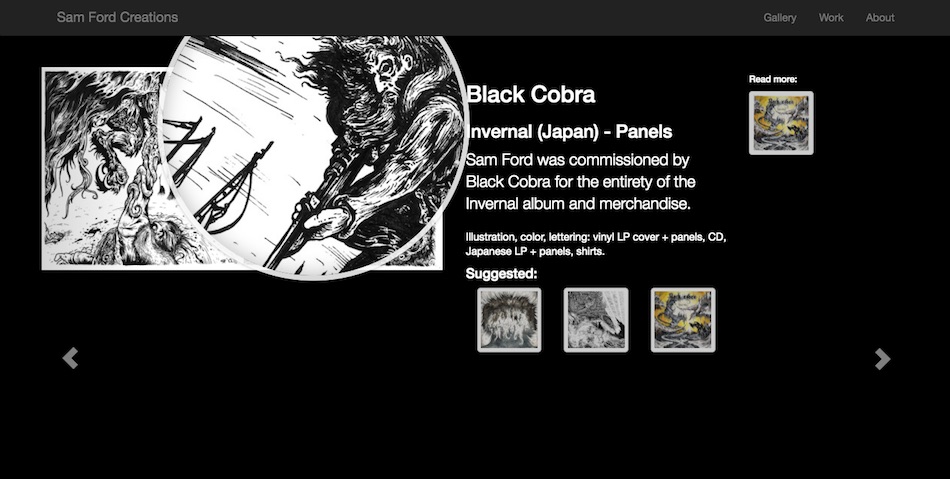 Sam Ford Creations
Gallery Work About
Black Cobra
Invernal (Japan) - Panels
Sam Ford was commissioned by
Black Cobra for the entirety of the
Invernal album and merchandise.
Illustration, color, lettering: vinyl LP cover + panels, CD,
Japanese LP + panels, shirts.
Suggested:
Read more: